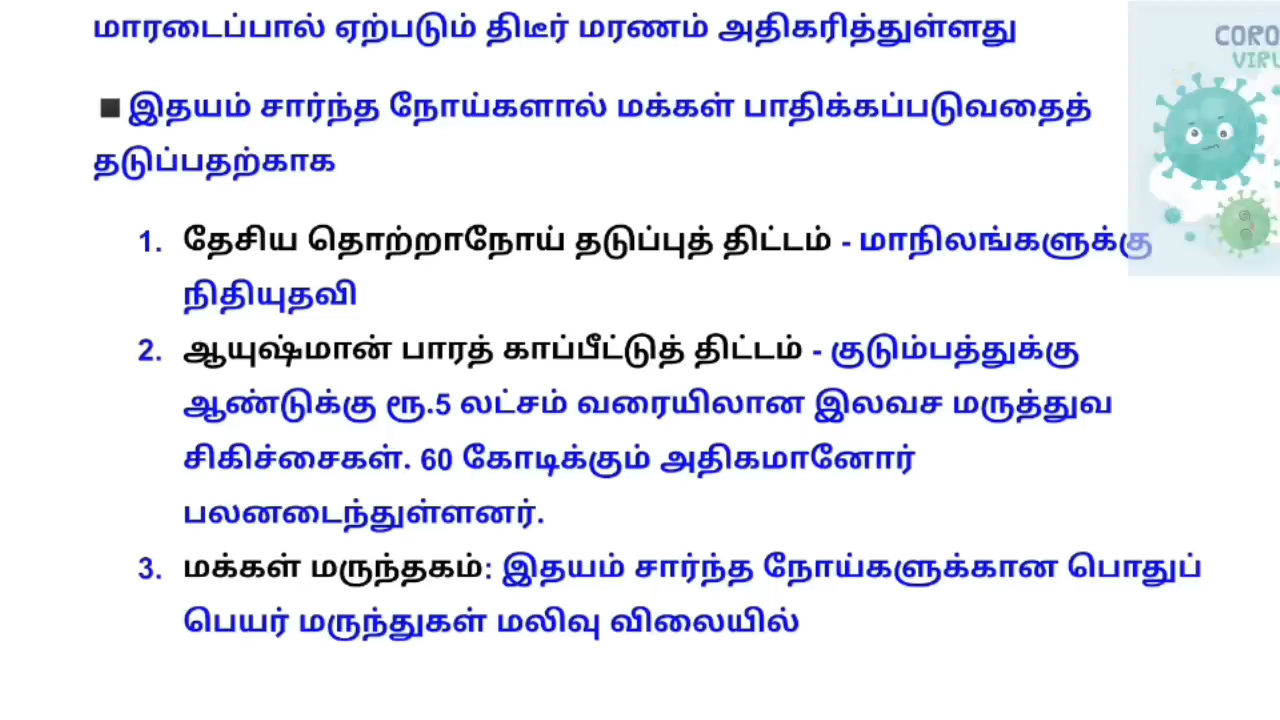 மாரடைப்பால் ஏற்படும் திடீர் மரணம் அதிகரித்துள்ளது
▪இதயம் சார்ந்த நோய்களால் மக்கள் பாதிக்கப்படுவதைத்
தடுப்பதற்காக
1. தேசிய தொற்றாநோய் தடுப்புத் திட்டம் - மாநிலங்களுக்கு
நிதியுதவி
2. ஆயுஷ்மான் பாரத் காப்பீட்டுத் திட்டம் - குடும்பத்துக்கு
ஆண்டுக்கு ரூ.5 லட்சம் வரையிலான இலவச மருத்துவ
சிகிச்சைகள். 60 கோடிக்கும் அதிகமானோர்
பலனடைந்துள்ளனர்.
3. மக்கள் மருந்தகம்: இதயம் சார்ந்த நோய்களுக்கான பொதுப்
பெயர் மருந்துகள் மலிவு விலையில்
CORO
VIRU